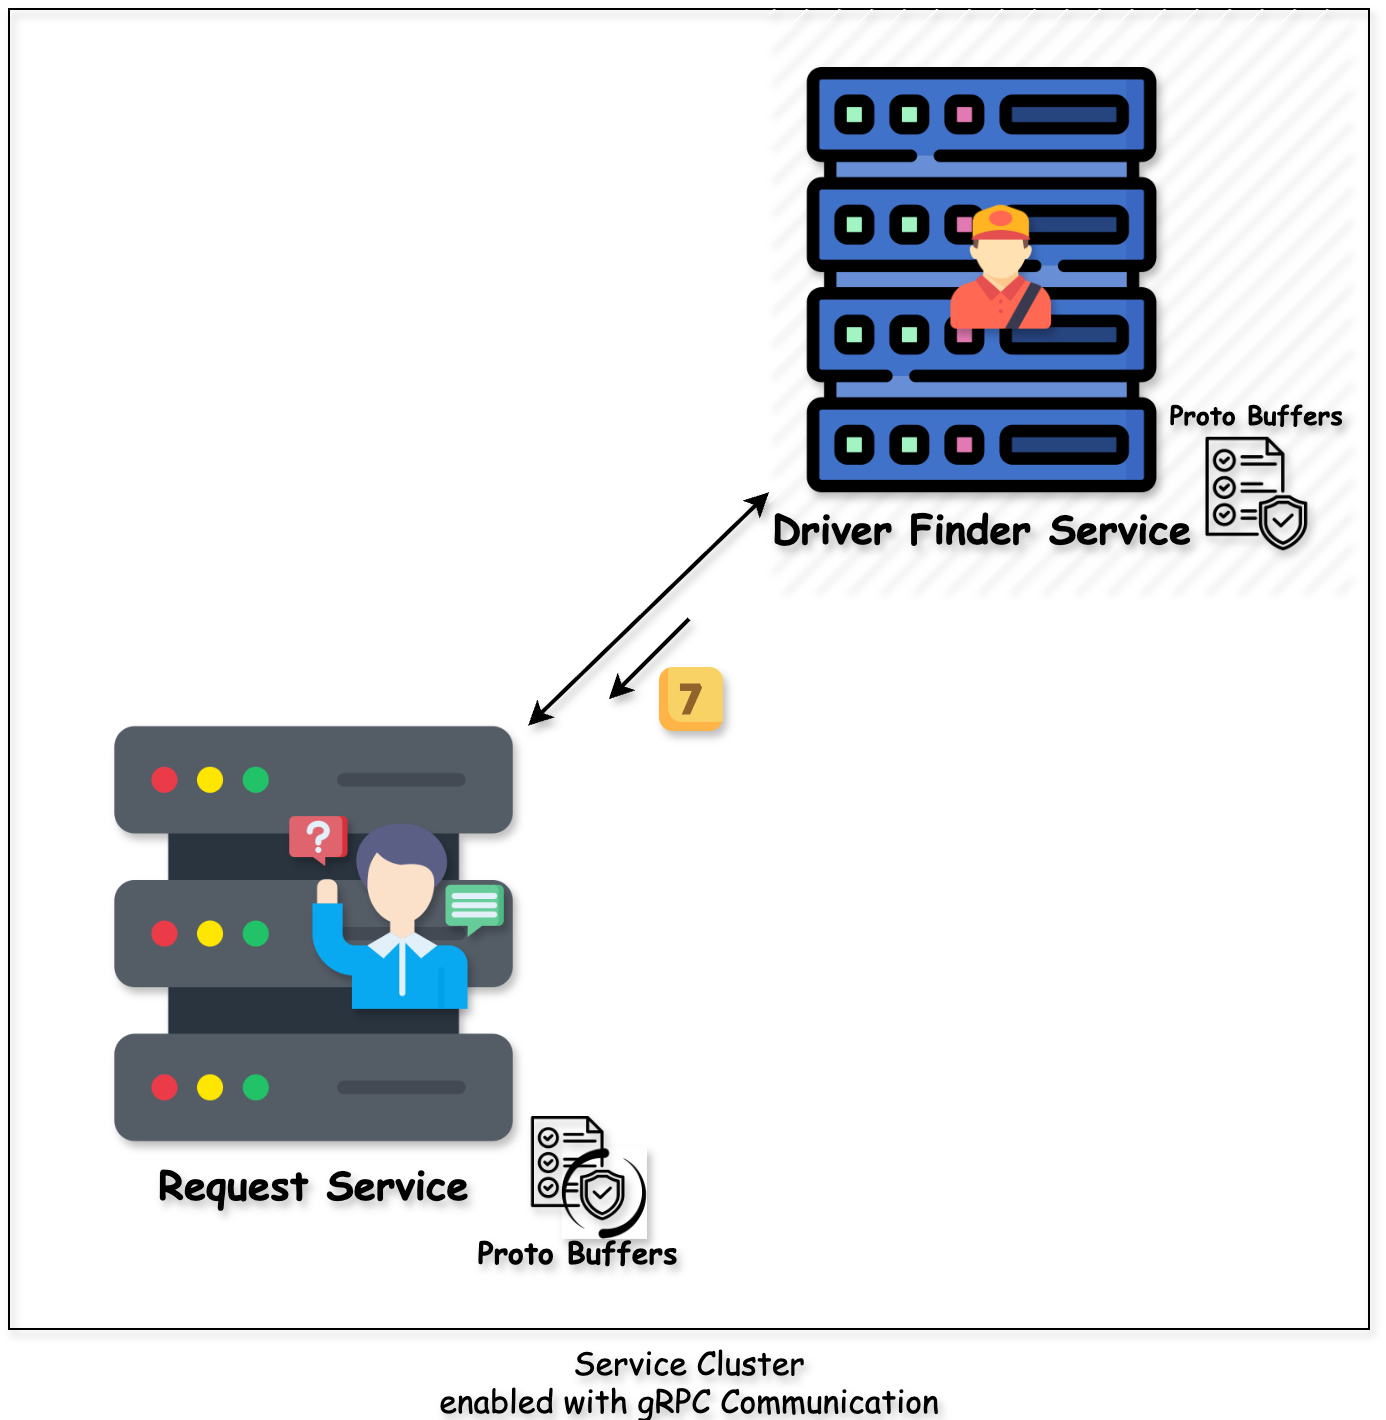 Proto Buffers
Driver Finder Service
7
?
Request Service
Proto Buffers
Service Cluster
enabled with gRPC Communication